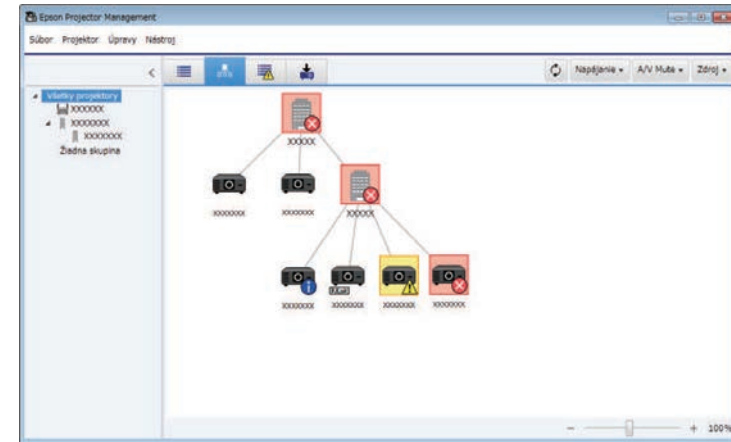 Epson Projector Management
Súbor Projektor Úpravy Nástroj
Napájanie A/V Mute Zdroj
Všetky projektory
XXXXXX
XXXXXXX
XXXXXXX
Žiadna skupina
XXXXX
XXXXXXX XXXXXXX XXXXX
XXXXXXX XXXXXXX XXXXXXX XXXXXXX
- + 100%